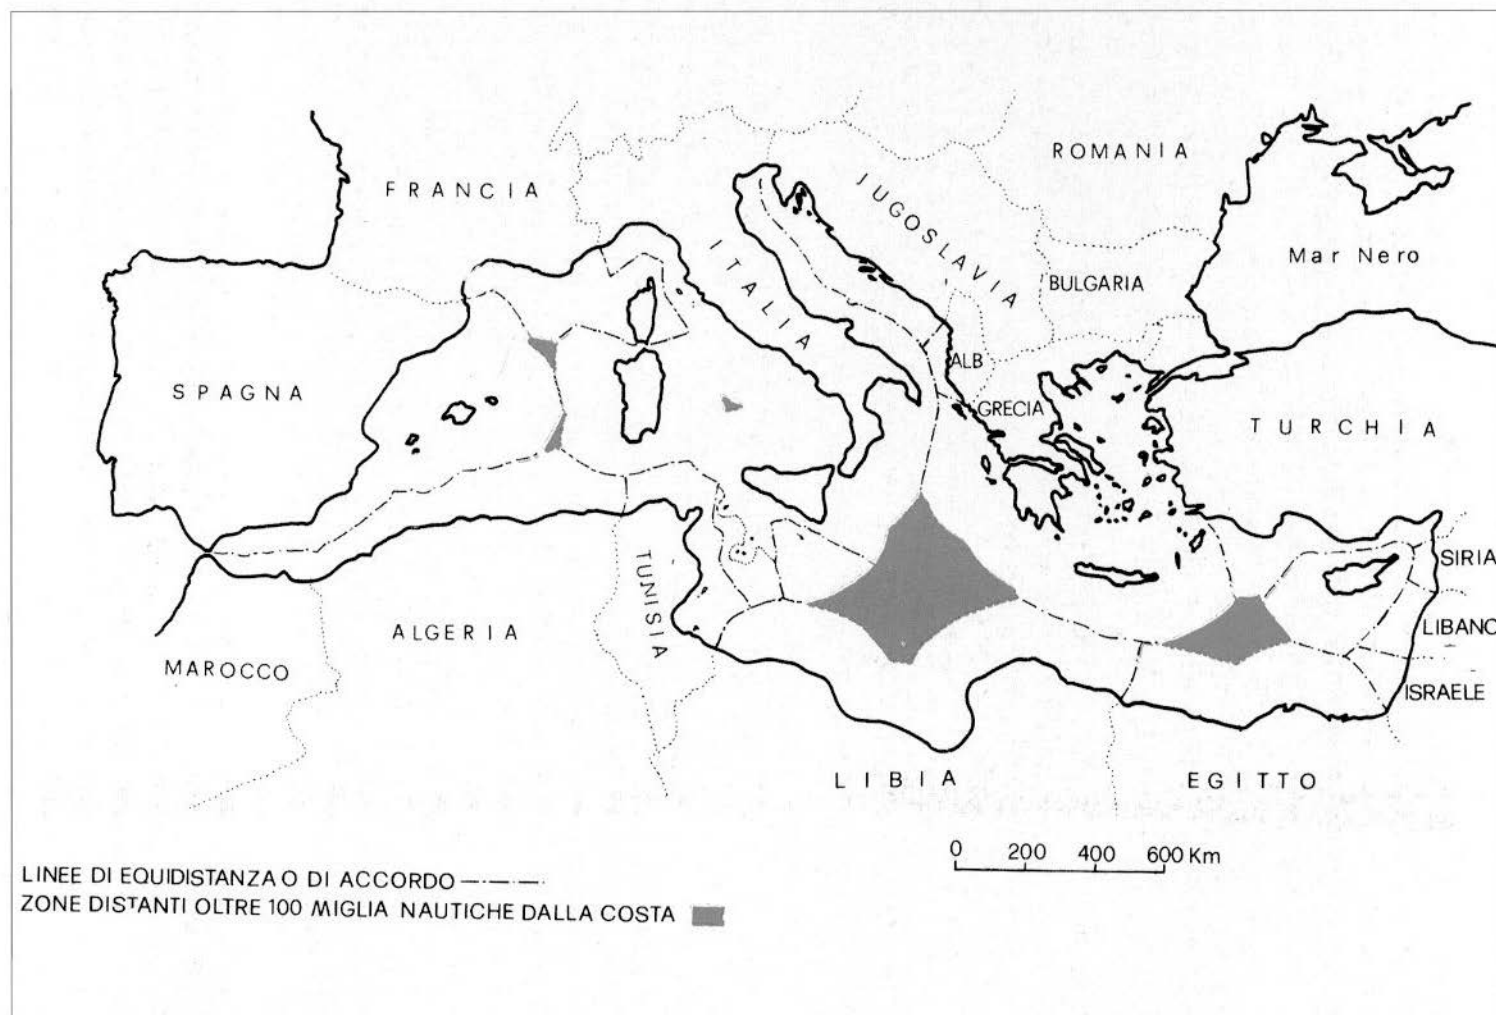 ROMANIA
FRANCIA
JUGOSLAVIA
ITALIA
Mar Nero
BULGARIA
ALB
SPAGNA
GRECIA
TURCHIA
SIRIA
TUNISIA
ALGERIA
LIBANO
MAROCCO
ISRAELE
LIBIA
EGITTO
0 200 400 600 Km
LINEE DI EQUIDISTANZA O DI ACCORDO
ZONE DISTANTI OLTRE 100 MIGLIA NAUTICHE DALLA COSTA